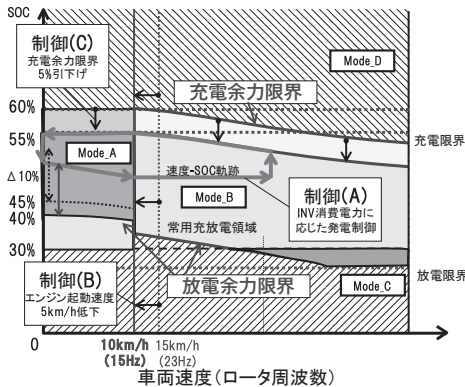 SOC
制御(C)
充電余力限界
5%引下げ
Mode_D
充電余力限界
60%
充電限界
55%
Mode_A
速度-SOC軌跡
制御(A)
INV消費電力に
応じた発電制御
Δ10%
Mode_B
45%
40%
常用充放電領域
30%
放電余力限界
放電限界
制御(B)
エンジン起動速度
5km/h低下
Mode_C
0
10km/h 15km/h
(15Hz) (23Hz)
車両速度(ロータ周波数)